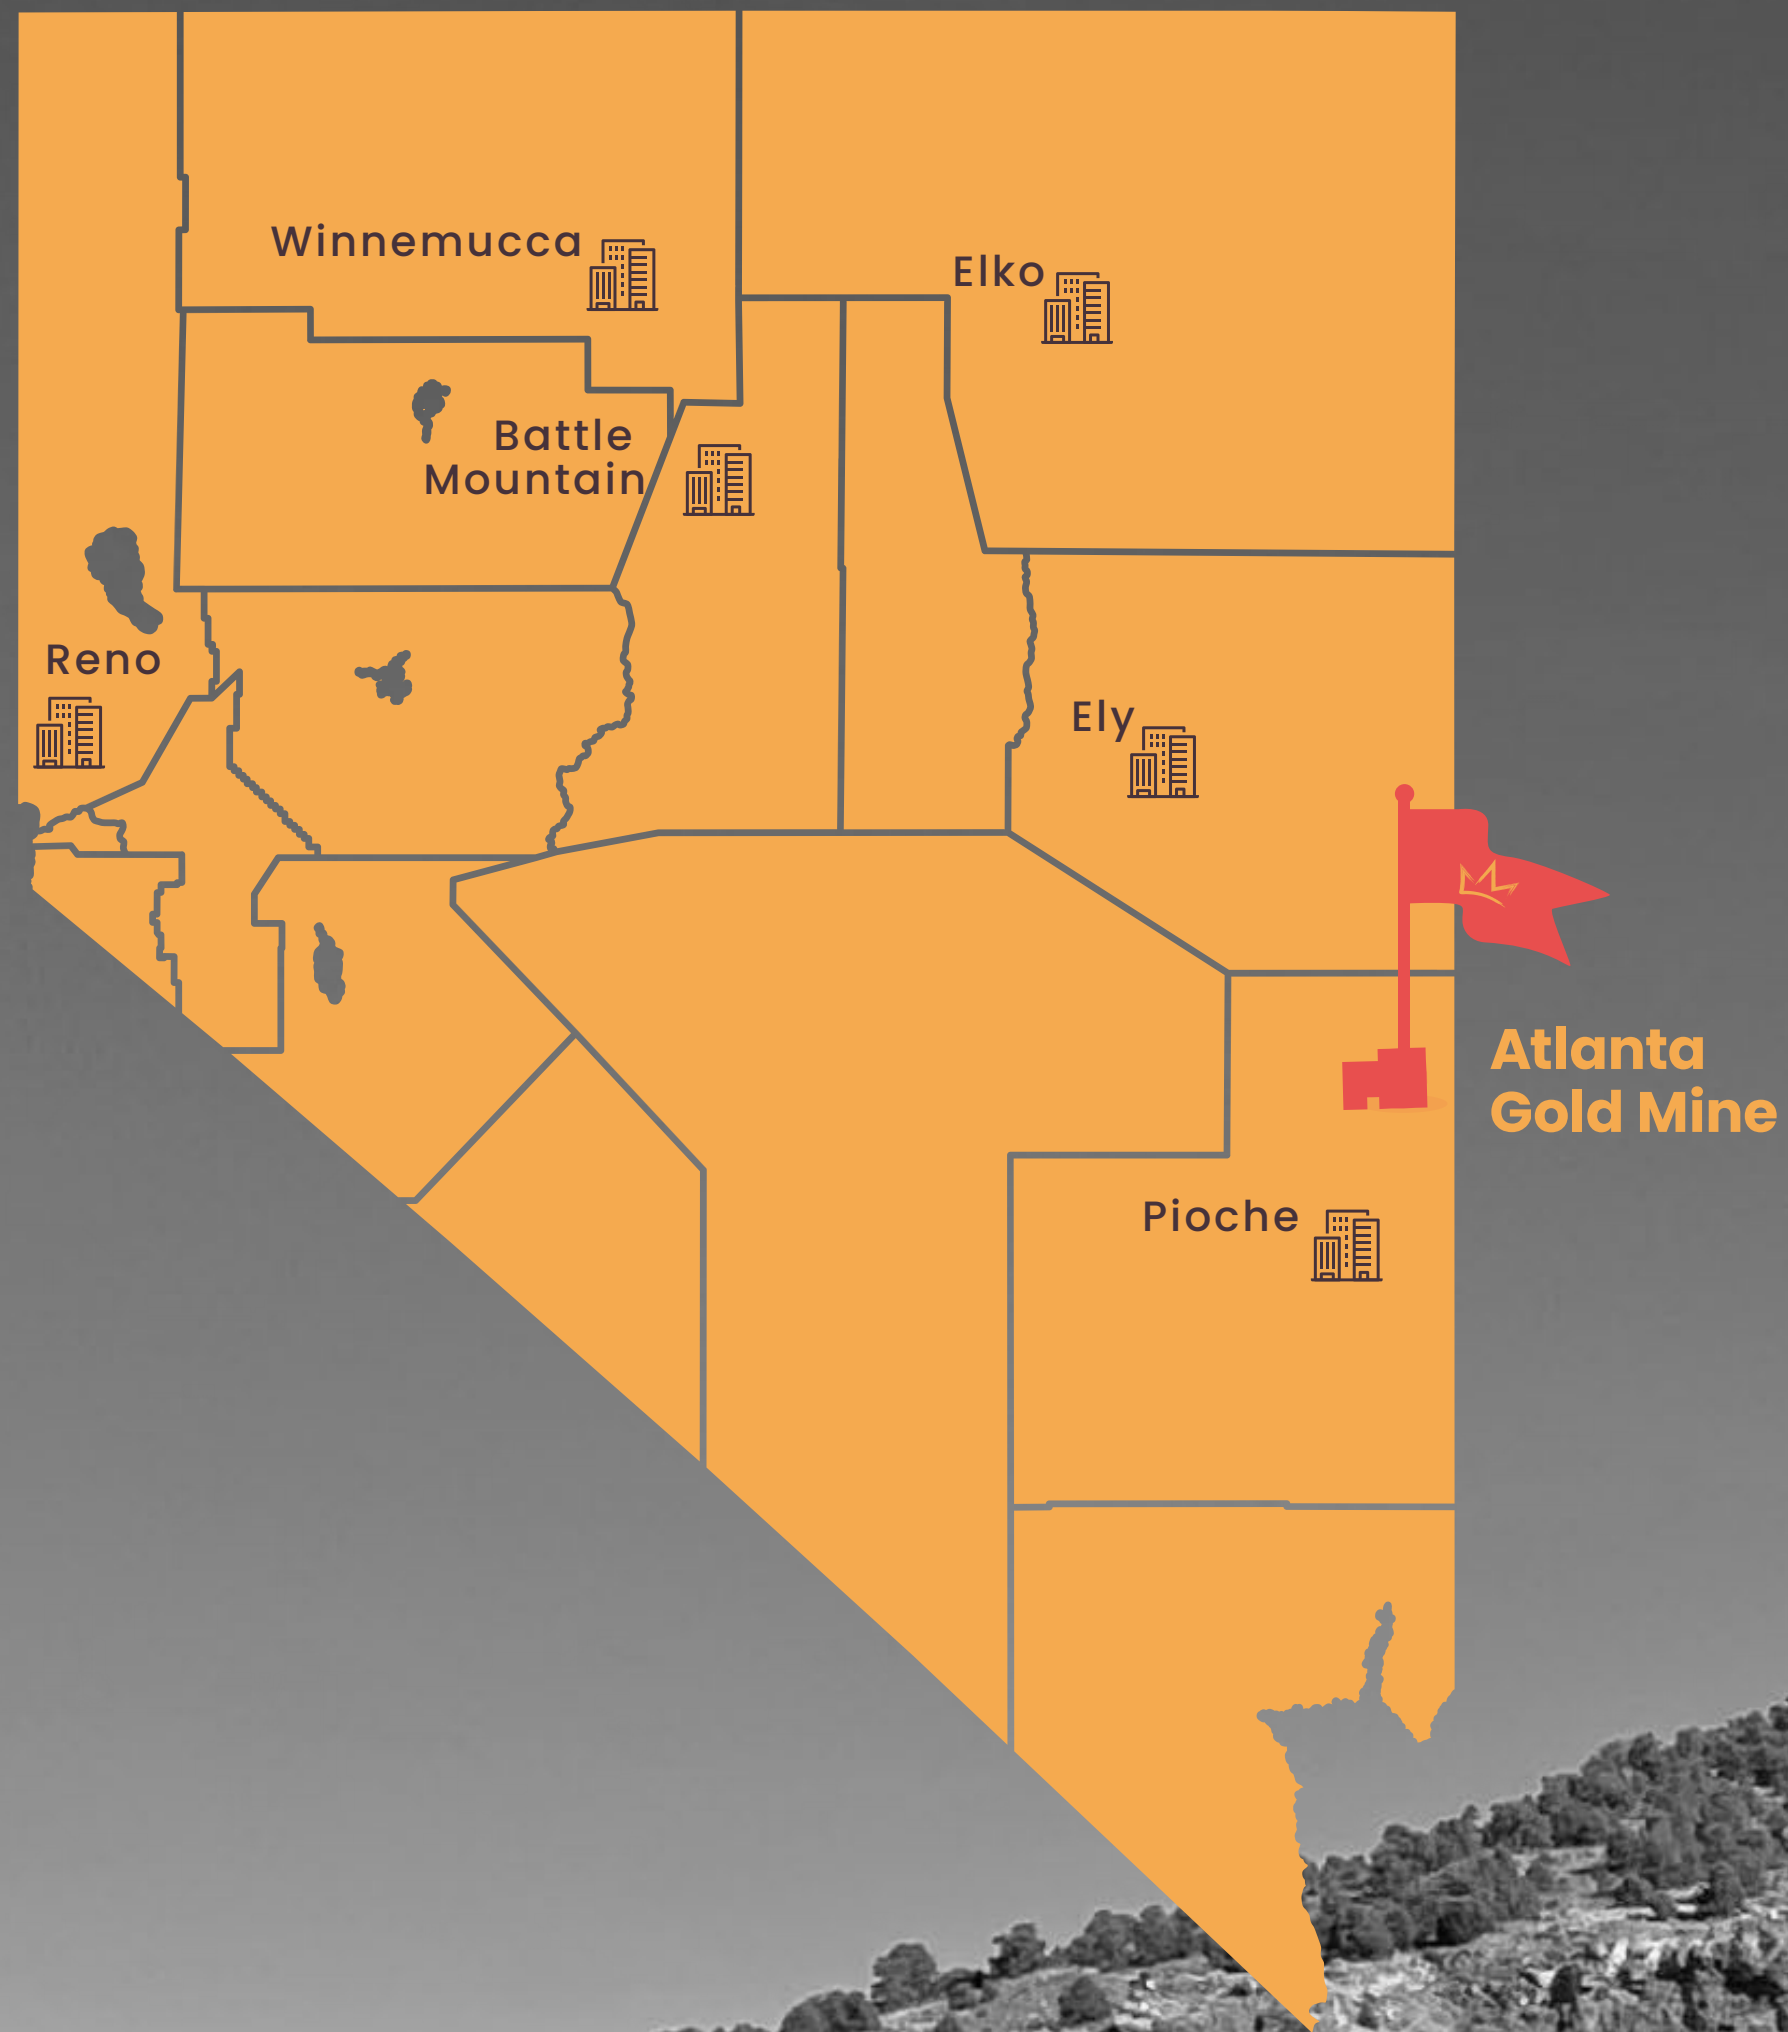 Winnemucca
Elko
Battle
Mountain
Reno
Ely
Atlanta
Gold Mine
Pioche